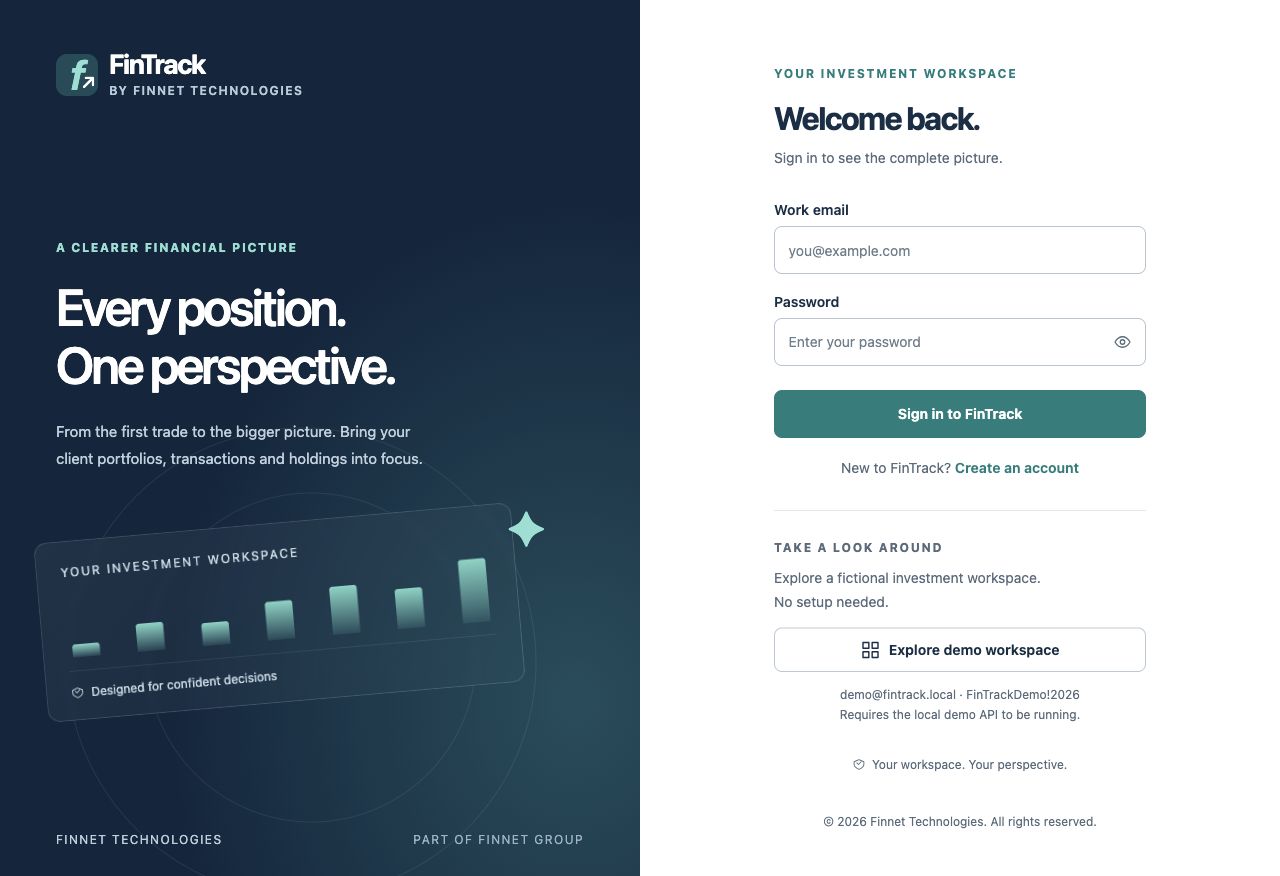 FinTrack
BY FINNET TECHNOLOGIES
A CLEARER FINANCIAL PICTURE
Every position.
One perspective.
From the first trade to the bigger picture. Bring your
client portfolios, transactions and holdings into focus.
YOUR INVESTMENT WORKSPACE
Designed for confident decisions
FINNET TECHNOLOGIES
PART OF FINNET GROUP
YOUR INVESTMENT WORKSPACE
Welcome back.
Sign in to see the complete picture.
Work email
you@example.com
Password
Enter your password
Sign in to FinTrack
New to FinTrack? Create an account
TAKE A LOOK AROUND
Explore a fictional investment workspace.
No setup needed.
Explore demo workspace
demo@fintrack.local · FinTrackDemo!2026
Requires the local demo API to be running.
Your workspace. Your perspective.
© 2026 Finnet Technologies. All rights reserved.